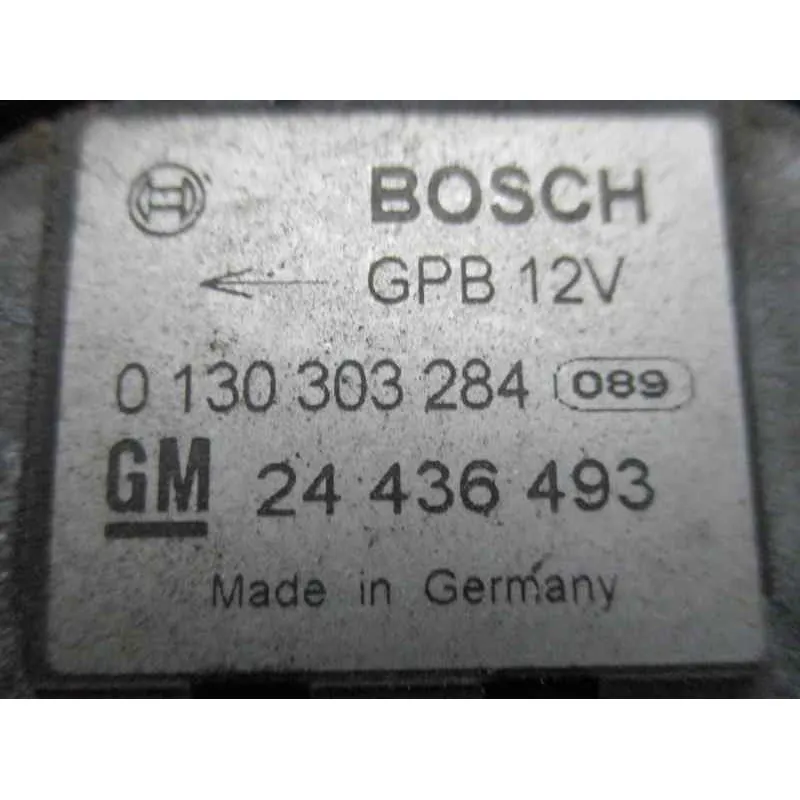 BOSCH
← GPB 12V
0 130 303 284 089
GM 24 436 493
Made in Germany